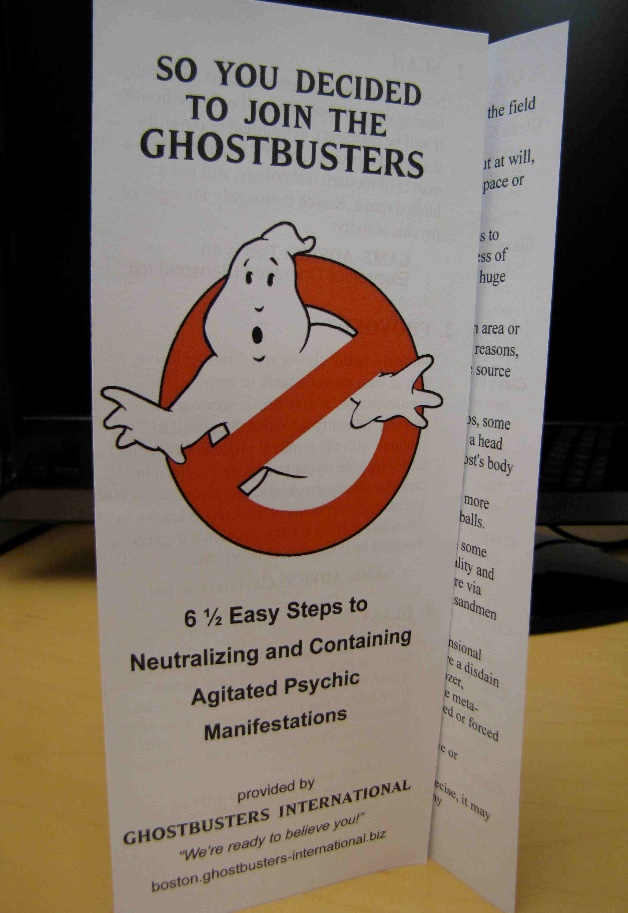 SO YOU DECIDED
TO JOIN THE
GHOSTBUSTERS
6 ½ Easy Steps to
Neutralizing and Containing
Agitated Psychic
Manifestations
provided by
GHOSTBUSTERS INTERNATIONAL
"We're ready to believe you!"
boston.ghostbusters-international.biz
the field
at will,
pace or
s to
ess of
huge
area or
reasons,
source
os, some
a head
ost's body
more
balls.
some
ality and
re via
sandmen
nsional
e a disdain
ozer,
e meta-
ed or forced
e or
ecise, it may